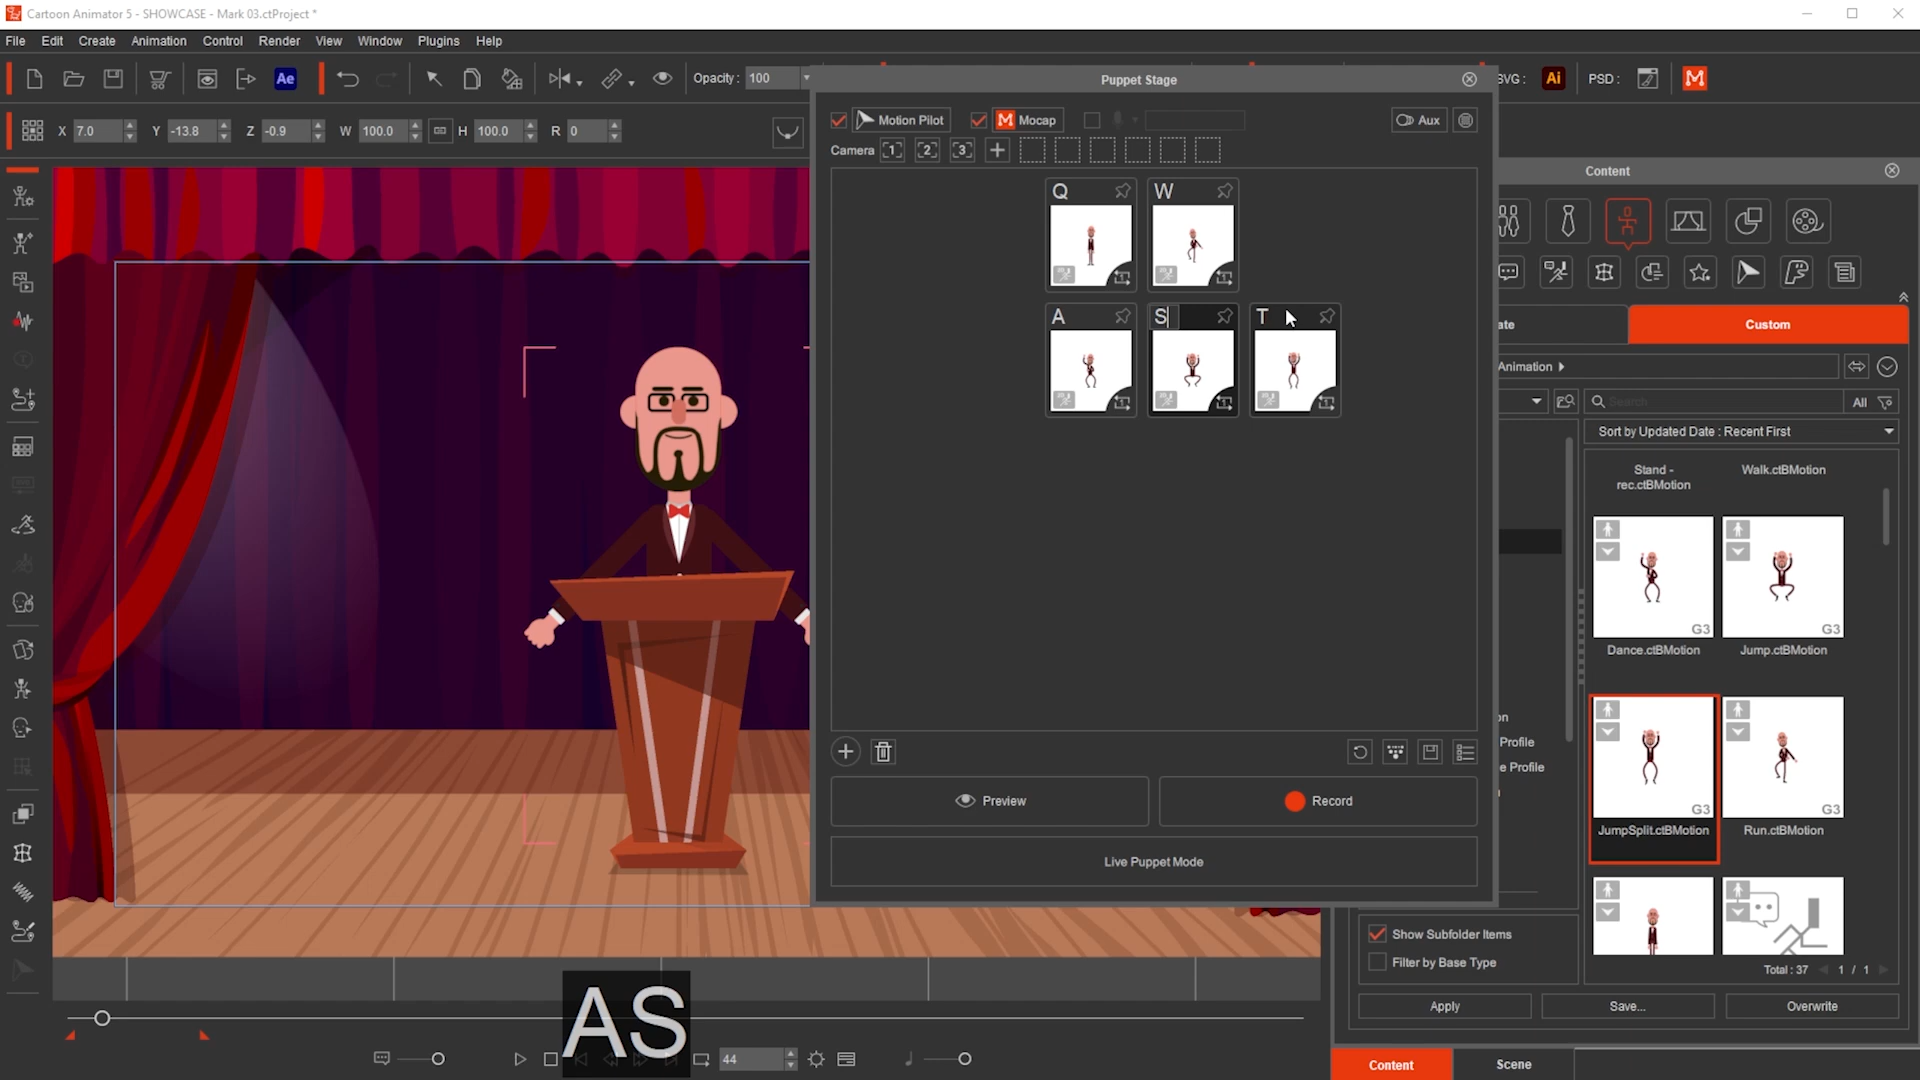 Cartoon Animator 5 - SHOWCASE - Mark 03.ctProject *
File Edit Create Animation Control Render View Window Plugins Help
Ae
Opacity : 100
SVG : Ai PSD : M
X 7.0 Y -13.8 Z -0.9 W 100.0 H 100.0 R 0
Puppet Stage
Motion Pilot M Mocap Aux
Camera 1 2 3
Q W
A S T
Preview Record
Live Puppet Mode
Content
Custom
Animation
Search All
Sort by Updated Date : Recent First
Stand -
rec.ctBMotion
Walk.ctBMotion
G3 G3
Dance.ctBMotion Jump.ctBMotion
Profile
e Profile
G3 G3
JumpSplit.ctBMotion Run.ctBMotion
Show Subfolder Items
Filter by Base Type
Total : 37 1 / 1
Apply Save... Overwrite
AS
44
Content Scene